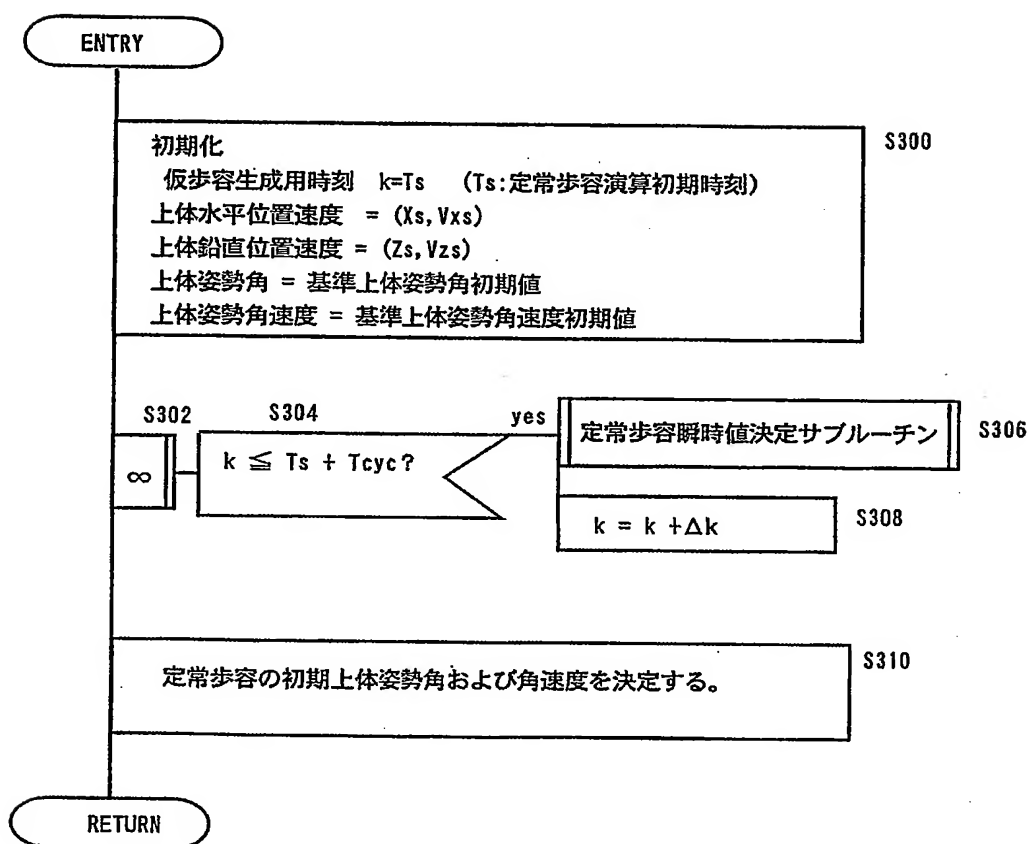 ENTRY
S300
初期化
仮歩容生成用時刻 k=Ts (Ts:定常歩容演算初期時刻)
上体水平位置速度 = (Xs,Vxs)
上体鉛直位置速度 = (Zs,Vzs)
上体姿勢角 = 基準上体姿勢角初期値
上体姿勢角速度 = 基準上体姿勢角速度初期値
S302
∞
S304
k ≦ Ts + Tcyc?
yes
定常歩容瞬時値決定サブルーチン
S306
k = k +Δk
S308
S310
定常歩容の初期上体姿勢角および角速度を決定する。
RETURN